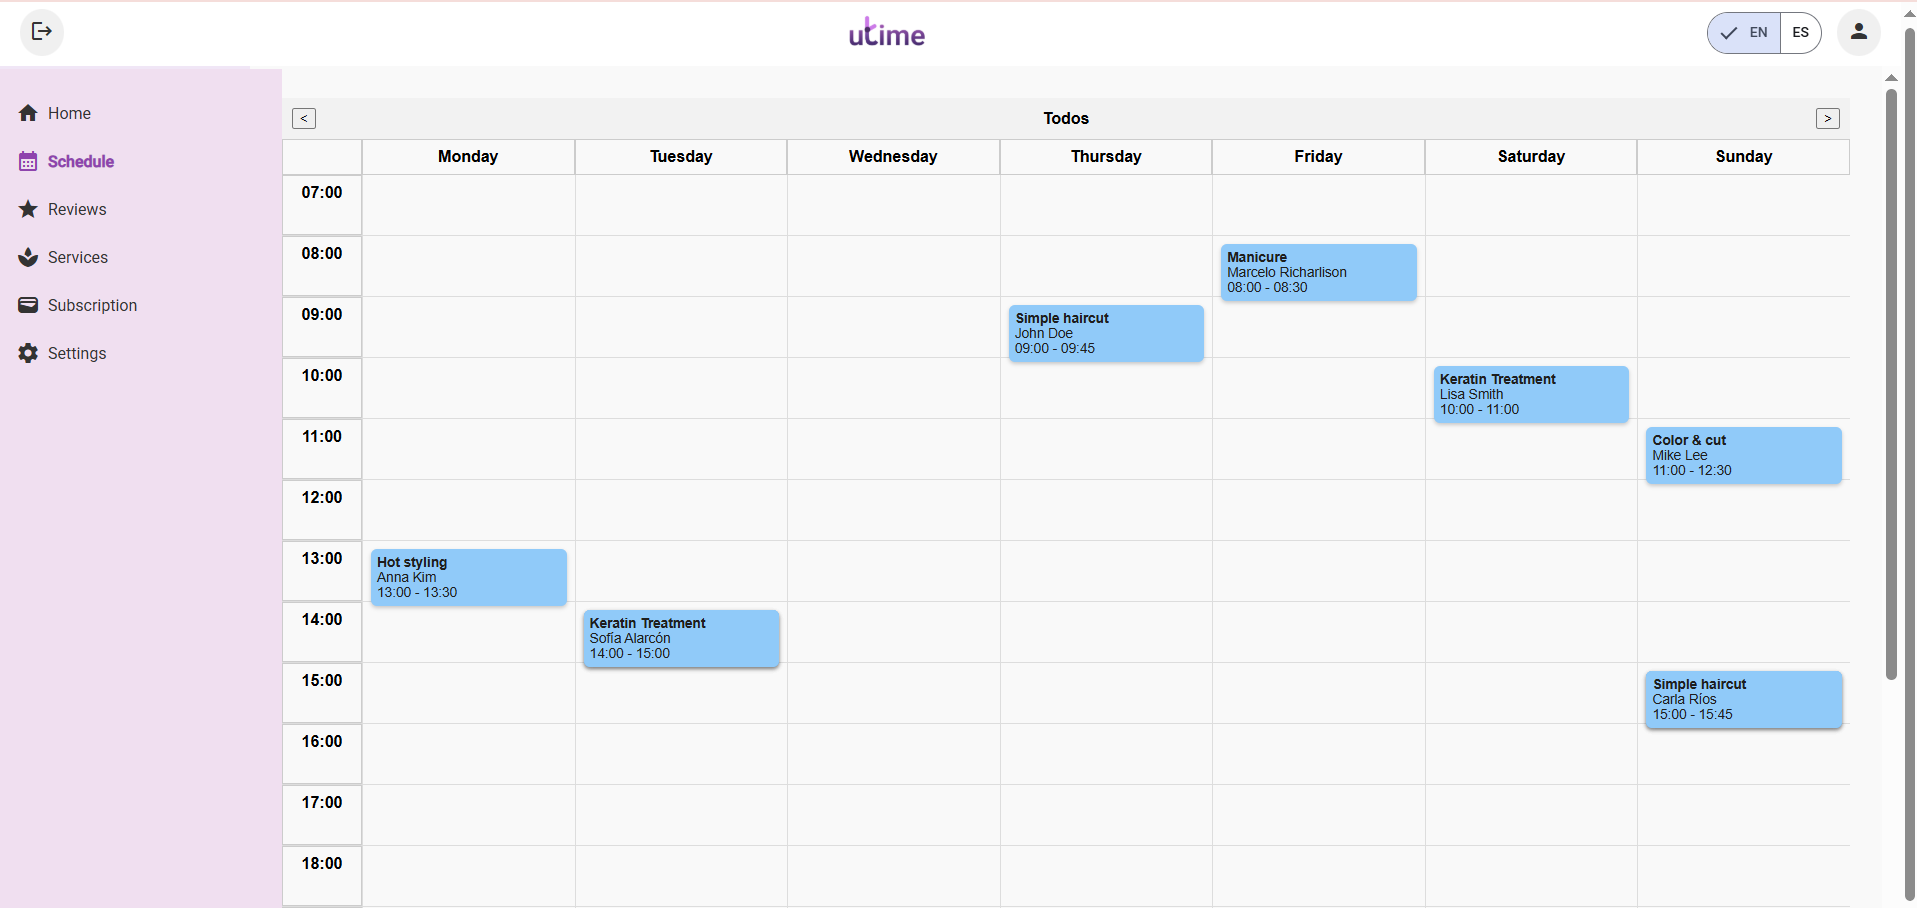 utime
EN
ES
Home
Schedule
Reviews
Services
Subscription
Settings
<
Todos
>
Monday
Tuesday
Wednesday
Thursday
Friday
Saturday
Sunday
07:00
08:00
Manicure
Marcelo Richarlison
08:00 - 08:30
09:00
Simple haircut
John Doe
09:00 - 09:45
10:00
Keratin Treatment
Lisa Smith
10:00 - 11:00
11:00
Color & cut
Mike Lee
11:00 - 12:30
12:00
13:00
Hot styling
Anna Kim
13:00 - 13:30
14:00
Keratin Treatment
Sofía Alarcón
14:00 - 15:00
15:00
Simple haircut
Carla Ríos
15:00 - 15:45
16:00
17:00
18:00